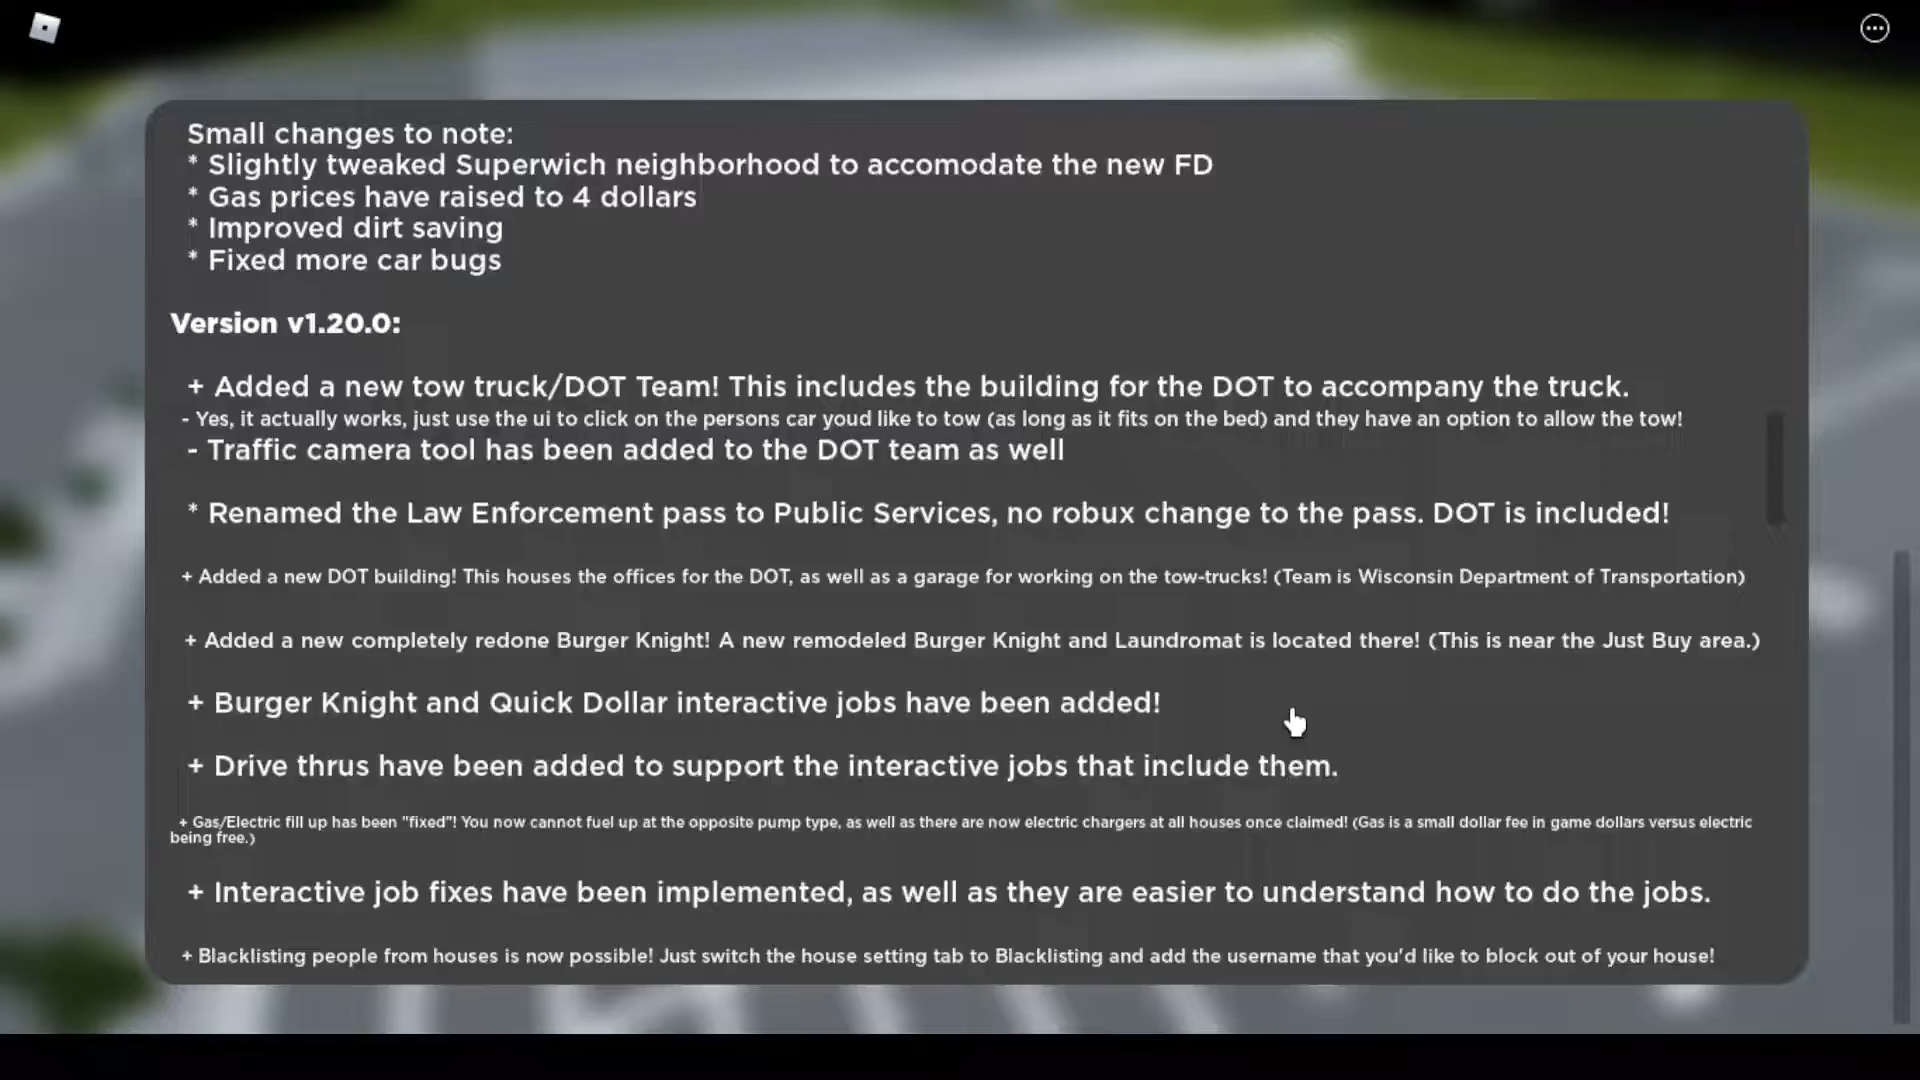 Small changes to note:
* Slightly tweaked Superwich neighborhood to accomodate the new FD
* Gas prices have raised to 4 dollars
* Improved dirt saving
* Fixed more car bugs
Version v1.20.0:
+ Added a new tow truck/DOT Team! This includes the building for the DOT to accompany the truck.
- Yes, it actually works, just use the ui to click on the persons car youd like to tow (as long as it fits on the bed) and they have an option to allow the tow!
- Traffic camera tool has been added to the DOT team as well
* Renamed the Law Enforcement pass to Public Services, no robux change to the pass. DOT is included!
+ Added a new DOT building! This houses the offices for the DOT, as well as a garage for working on the tow-trucks! (Team is Wisconsin Department of Transportation)
+ Added a new completely redone Burger Knight! A new remodeled Burger Knight and Laundromat is located there! (This is near the Just Buy area.)
+ Burger Knight and Quick Dollar interactive jobs have been added!
+ Drive thrus have been added to support the interactive jobs that include them.
+ Gas/Electric fill up has been "fixed"! You now cannot fuel up at the opposite pump type, as well as there are now electric chargers at all houses once claimed! (Gas is a small dollar fee in game dollars versus electric
being free.)
+ Interactive job fixes have been implemented, as well as they are easier to understand how to do the jobs.
+ Blacklisting people from houses is now possible! Just switch the house setting tab to Blacklisting and add the username that you'd like to block out of your house!